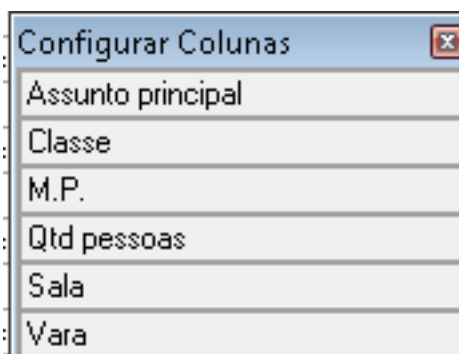 Configurar Colunas
Assunto principal
Classe
M.P.
Qtd pessoas
Sala
Vara